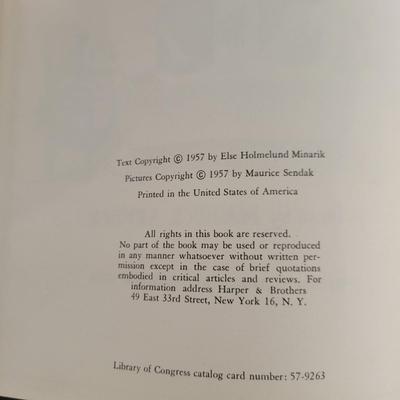 Text Copyright © 1957 by Else Holmelund Minarik
Pictures Copyright © 1957 by Maurice Sendak
Printed in the United States of America
All rights in this book are reserved.
No part of the book may be used or reproduced
in any manner whatsoever without written per-
mission except in the case of brief quotations
embodied in critical articles and reviews. For
information address Harper & Brothers
49 East 33rd Street, New York 16, N. Y.
Library of Congress catalog card number: 57-9263